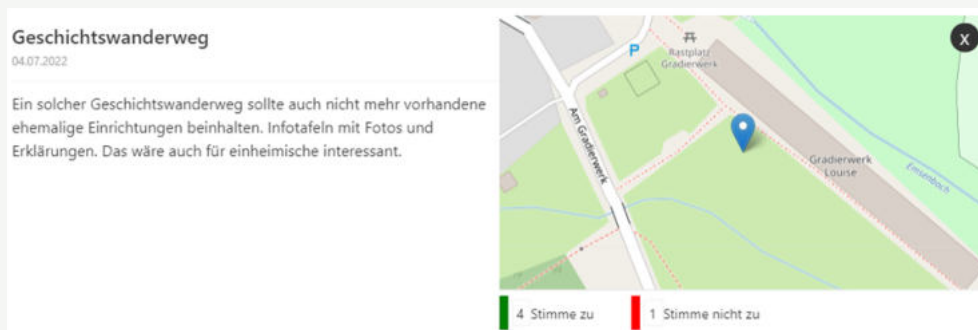 Geschichtswanderweg
04.07.2022
Ein solcher Geschichtswanderweg sollte auch nicht mehr vorhandene
ehemalige Einrichtungen beinhalten. Infotafeln mit Fotos und
Erklärungen. Das wäre auch für einheimische interessant.
X
P
Rastplatz
Gradierwerk
Am Gradierwerk
Gradierwerk
Louise
Emsenbach
4 Stimme zu
1 Stimme nicht zu